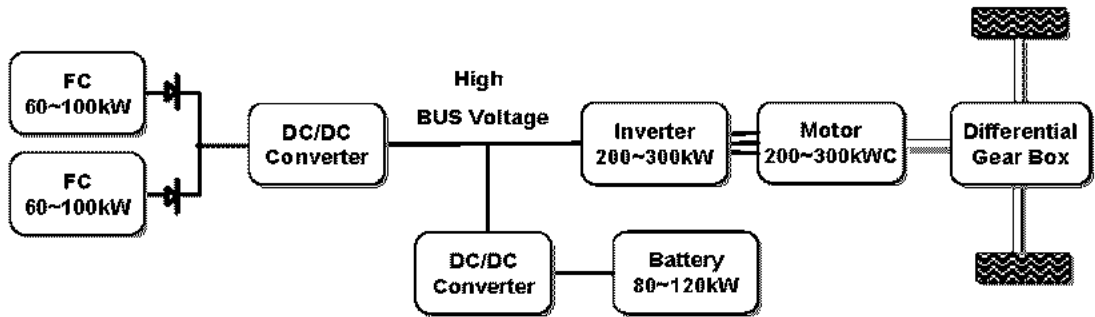 FC
60~100kW
FC
60~100kW
DC/DC
Converter
High
BUS Voltage
Inverter
200~300kW
Motor
200~300kWC
Differential
Gear Box
DC/DC
Converter
Battery
80~120kW